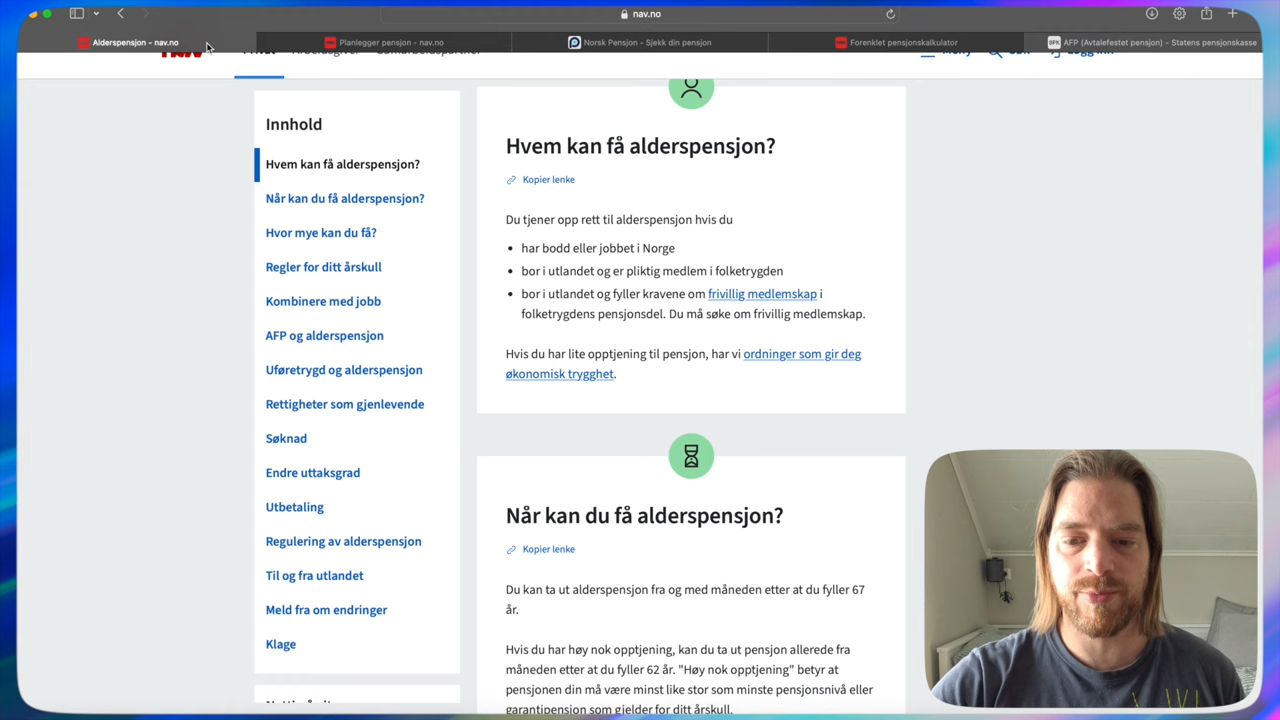 nav.no
Alderspensjon – nav.no
Planlegger pensjon - nav.no
Norsk Pensjon - Sjekk din pensjon
Forenklet pensjonskalkulator
SPK
AFP (Avtalefestet pensjon) - Statens pensjonskasse
Innhold
Hvem kan få alderspensjon?
Når kan du få alderspensjon?
Hvor mye kan du få?
Regler for ditt årskull
Kombinere med jobb
AFP og alderspensjon
Uføretrygd og alderspensjon
Rettigheter som gjenlevende
Søknad
Endre uttaksgrad
Utbetaling
Regulering av alderspensjon
Til og fra utlandet
Meld fra om endringer
Klage
Hvem kan få alderspensjon?
Kopier lenke
Du tjener opp rett til alderspensjon hvis du
• har bodd eller jobbet i Norge
• bor i utlandet og er pliktig medlem i folketrygden
• bor i utlandet og fyller kravene om frivillig medlemskap i
folketrygdens pensjonsdel. Du må søke om frivillig medlemskap.
Hvis du har lite opptjening til pensjon, har vi ordninger som gir deg
økonomisk trygghet.
Når kan du få alderspensjon?
Kopier lenke
Du kan ta ut alderspensjon fra og med måneden etter at du fyller 67
år.
Hvis du har høy nok opptjening, kan du ta ut pensjon allerede fra
måneden etter at du fyller 62 år. "Høy nok opptjening" betyr at
pensjonen din må være minst like stor som minste pensjonsnivå eller
garantipensjon som gjelder for ditt årskull.